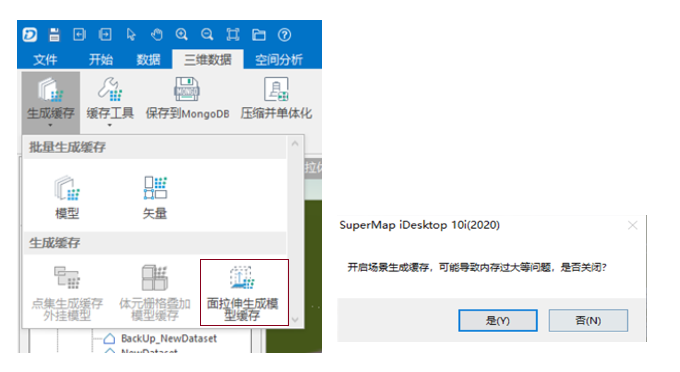 文件 开始 数据 三维数据 空间分析
生成缓存 缓存工具 保存到MongoDB 压缩并单体化
批量生成缓存
模型 矢量
生成缓存
点集生成缓存 体元栅格叠加 面拉伸生成模
外挂模型 模型缓存 型缓存
BackUp_NewDataset
NewDataset
SuperMap iDesktop 10i(2020)
开启场景生成缓存，可能导致内存过大等问题，是否关闭?
是(Y) 否(N)